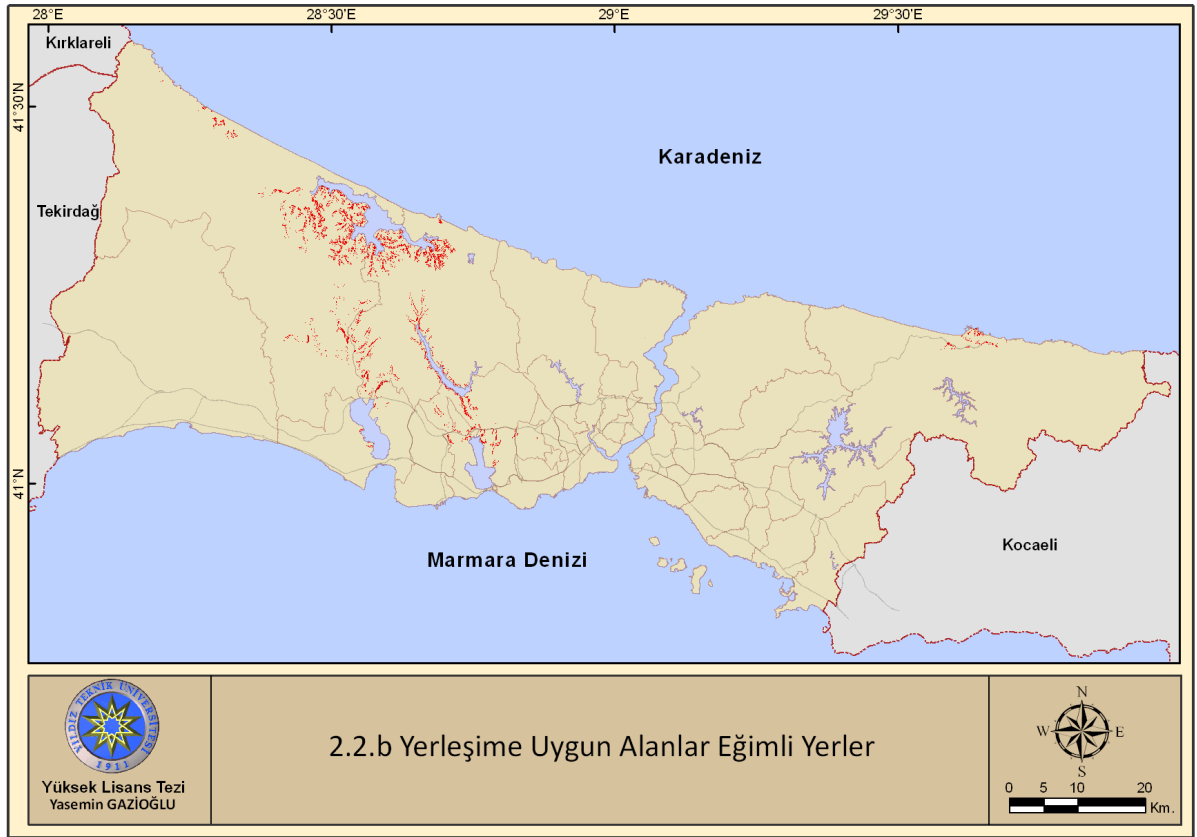 28°E
28°30'E
29°E
29°30'E
41°30'N
41°N
Kırklareli
Tekirdağ
Karadeniz
Marmara Denizi
Kocaeli
YILDIZ TEKNİK ÜNİVERSİTESİ
1911
Yüksek Lisans Tezi
Yasemin GAZİOĞLU
2.2.b Yerleşime Uygun Alanlar Eğimli Yerler
N
W E
S
0 5 10 20
Km.